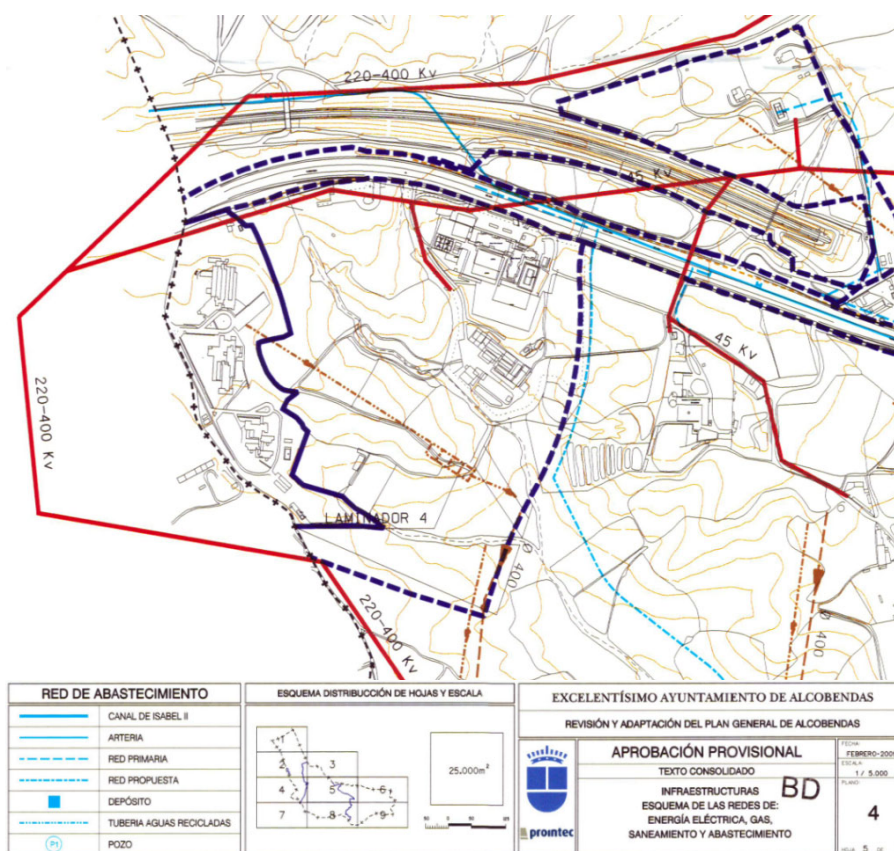 220-400 Kv
45 Kv
45 Kv
220-400 Kv
LAMINADOR 4
Ø 400
Ø 400
220-400 Kv
RED DE ABASTECIMIENTO
CANAL DE ISABEL II
ARTERIA
RED PRIMARIA
RED PROPUESTA
DEPÓSITO
TUBERIA AGUAS RECICLADAS
POZO
ESQUEMA DISTRIBUCCIÓN DE HOJAS Y ESCALA
2
3
4
5
6
7
8
9
25.000m²
EXCELENTÍSIMO AYUNTAMIENTO DE ALCOBENDAS
REVISIÓN Y ADAPTACIÓN DEL PLAN GENERAL DE ALCOBENDAS
prointec
APROBACIÓN PROVISIONAL
TEXTO CONSOLIDADO
INFRAESTRUCTURAS
ESQUEMA DE LAS REDES DE:
ENERGÍA ELÉCTRICA, GAS,
SANEAMIENTO Y ABASTECIMIENTO
BD
FECHA:
ESCALA:
1/ 5.000
PLANO:
4
5